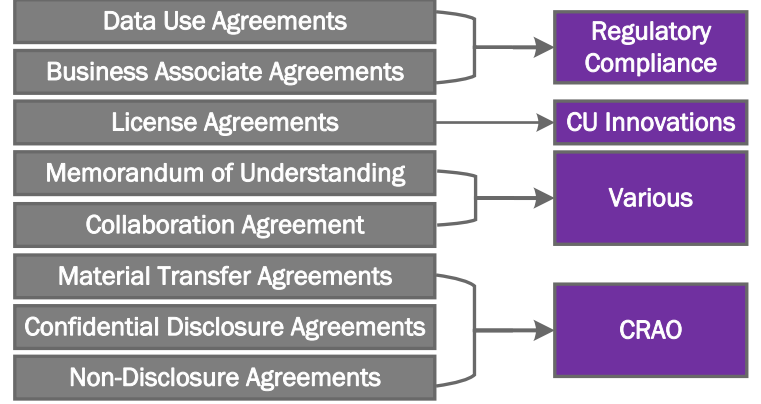 Data Use Agreements
Business Associate Agreements
Regulatory
Compliance
License Agreements
CU Innovations
Memorandum of Understanding
Collaboration Agreement
Various
Material Transfer Agreements
Confidential Disclosure Agreements
Non-Disclosure Agreements
CRAO